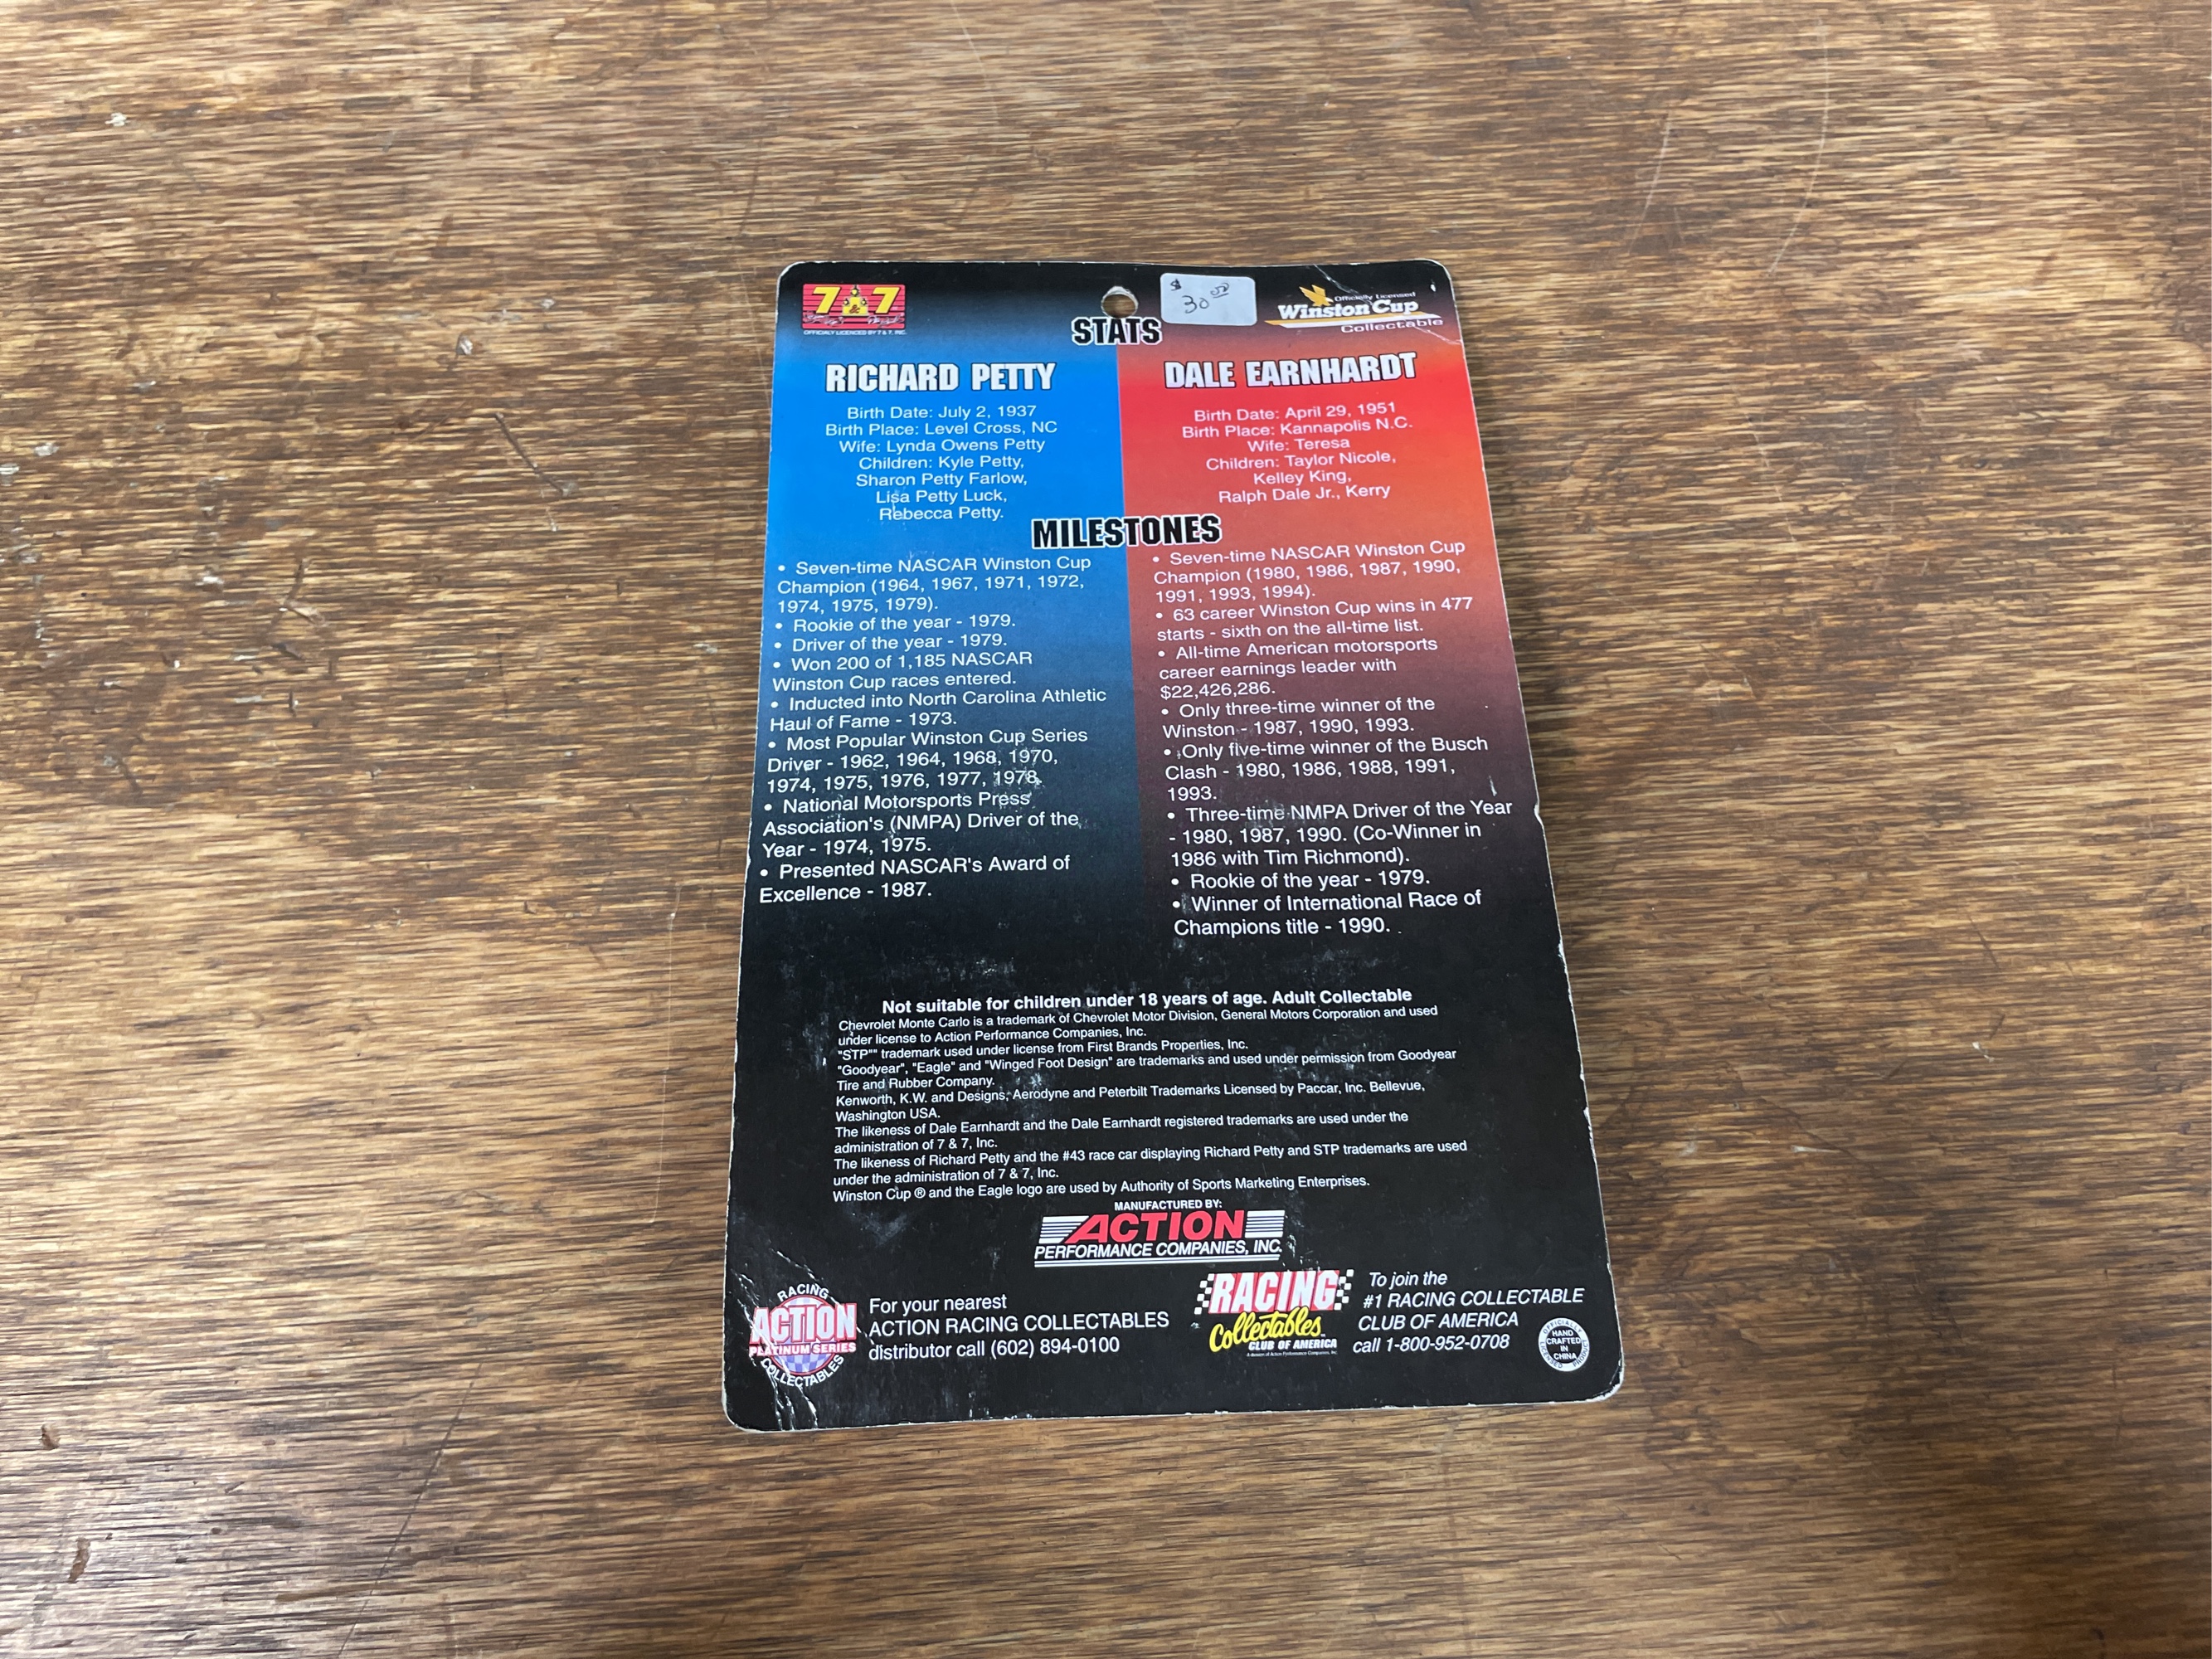 7 & 7
OFFICIALLY LICENSED BY 7 & 7, INC.
$ 30.00
Officially Licensed
Winston Cup
Collectable
STATS
RICHARD PETTY
Birth Date: July 2, 1937
Birth Place: Level Cross, NC
Wife: Lynda Owens Petty
Children: Kyle Petty,
Sharon Petty Farlow,
Lisa Petty Luck,
Rebecca Petty.
DALE EARNHARDT
Birth Date: April 29, 1951
Birth Place: Kannapolis N.C.
Wife: Teresa
Children: Taylor Nicole,
Kelley King,
Ralph Dale Jr., Kerry
MILESTONES
• Seven-time NASCAR Winston Cup
Champion (1964, 1967, 1971, 1972,
1974, 1975, 1979).
• Rookie of the year - 1979.
• Driver of the year - 1979.
• Won 200 of 1,185 NASCAR
Winston Cup races entered.
• Inducted into North Carolina Athletic
Haul of Fame - 1973.
• Most Popular Winston Cup Series
Driver - 1962, 1964, 1968, 1970,
1974, 1975, 1976, 1977, 1978.
• National Motorsports Press
Association's (NMPA) Driver of the
Year - 1974, 1975.
• Presented NASCAR's Award of
Excellence - 1987.
• Seven-time NASCAR Winston Cup
Champion (1980, 1986, 1987, 1990,
1991, 1993, 1994).
• 63 career Winston Cup wins in 477
starts - sixth on the all-time list.
• All-time American motorsports
career earnings leader with
$22,426,286.
• Only three-time winner of the
Winston - 1987, 1990, 1993.
• Only five-time winner of the Busch
Clash - 1980, 1986, 1988, 1991,
1993.
• Three-time NMPA Driver of the Year
- 1980, 1987, 1990. (Co-Winner in
1986 with Tim Richmond).
• Rookie of the year - 1979.
• Winner of International Race of
Champions title - 1990.
Not suitable for children under 18 years of age. Adult Collectable
Chevrolet Monte Carlo is a trademark of Chevrolet Motor Division, General Motors Corporation and used
under license to Action Performance Companies, Inc.
"STP"" trademark used under license from First Brands Properties, Inc.
"Goodyear", "Eagle" and "Winged Foot Design" are trademarks and used under permission from Goodyear
Tire and Rubber Company.
Kenworth, K.W. and Designs, Aerodyne and Peterbilt Trademarks Licensed by Paccar, Inc. Bellevue,
Washington USA.
The likeness of Dale Earnhardt and the Dale Earnhardt registered trademarks are used under the
administration of 7 & 7, Inc.
The likeness of Richard Petty and the #43 race car displaying Richard Petty and STP trademarks are used
under the administration of 7 & 7, Inc.
Winston Cup ® and the Eagle logo are used by Authority of Sports Marketing Enterprises.
MANUFACTURED BY:
ACTION
PERFORMANCE COMPANIES, INC.
RACING
ACTION
PLATINUM SERIES
COLLECTABLES
For your nearest
ACTION RACING COLLECTABLES
distributor call (602) 894-0100
RACING
Collectables
CLUB OF AMERICA
To join the
#1 RACING COLLECTABLE
CLUB OF AMERICA
call 1-800-952-0708
HAND
CRAFTED
IN
CHINA